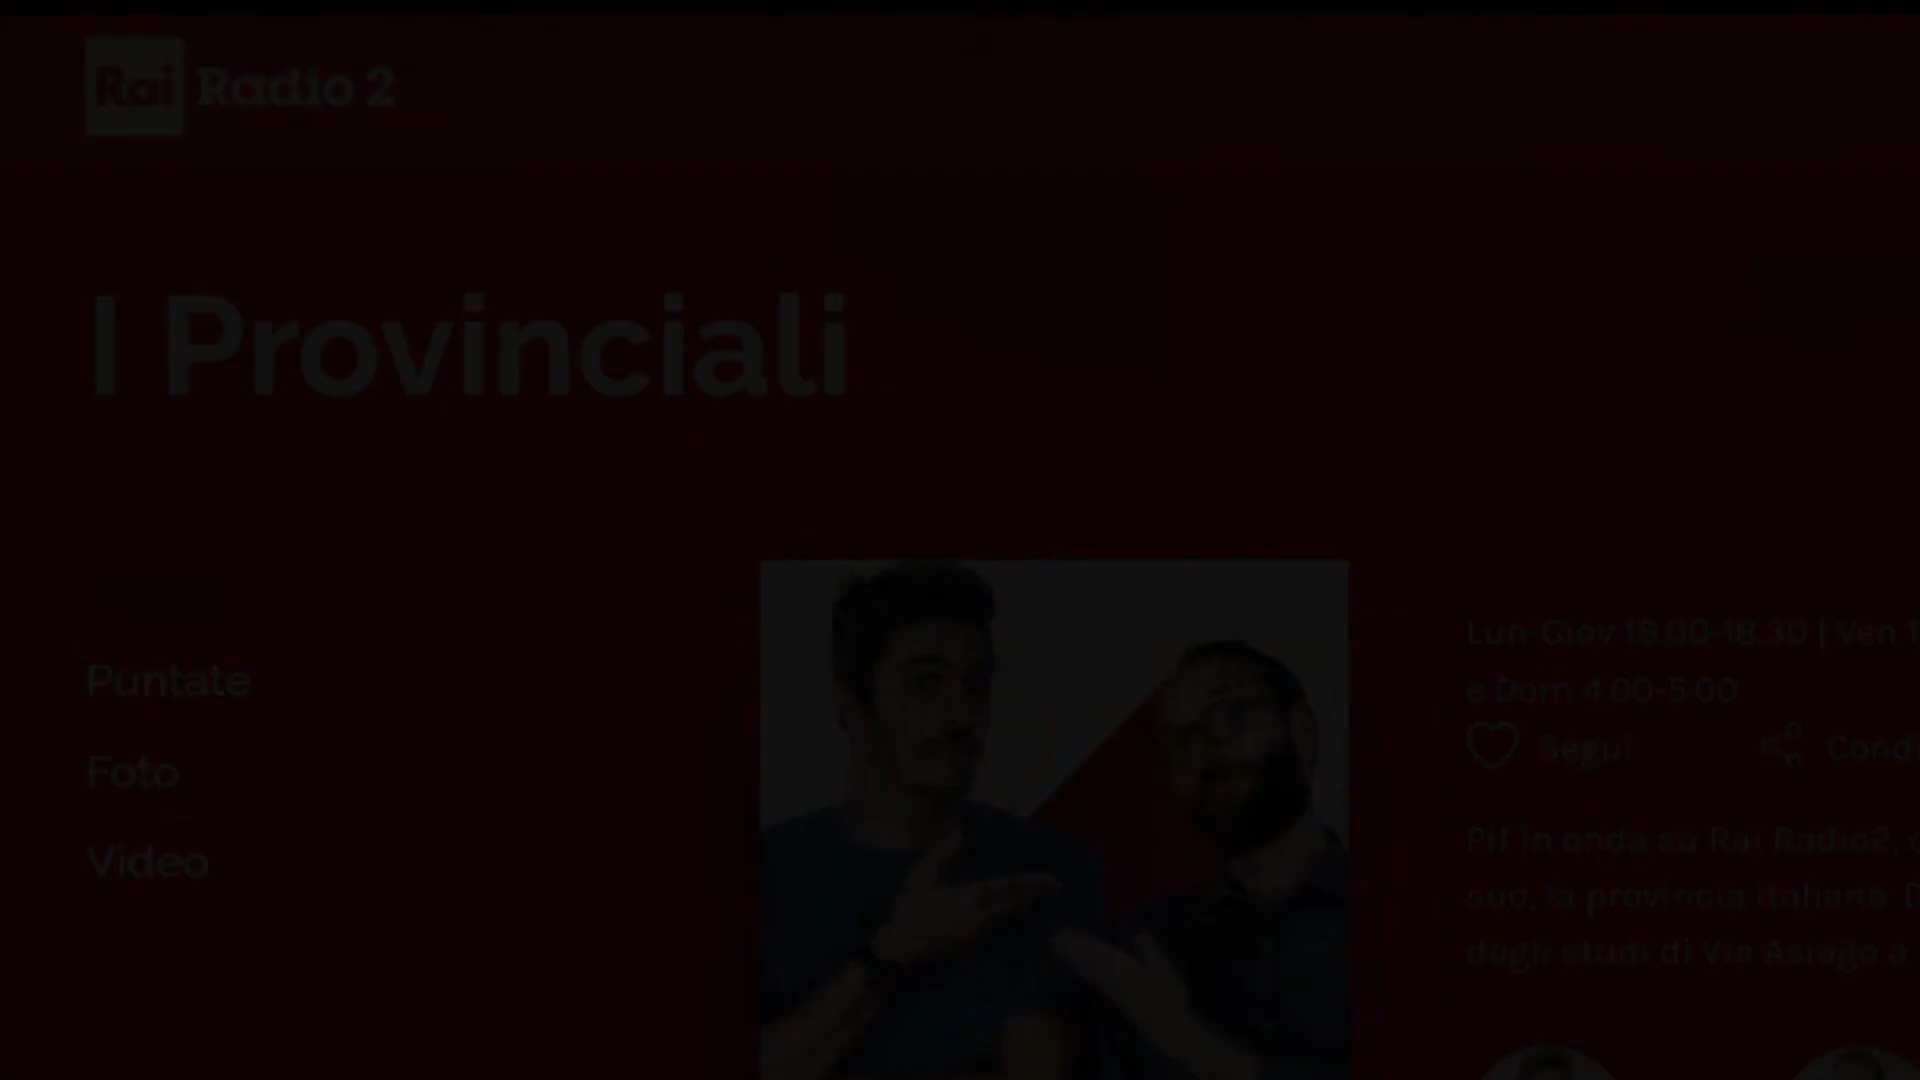 Rai Radio 2
I Provinciali
Puntate
Foto
Video
Lun-Giov 18.00-18.30 | Ven
e Dom 4.00-5.00
Segui
Condi
Pif in onda su Rai Radio2,
suo, la provincia italiana. D
dagli studi di Via Asiago a